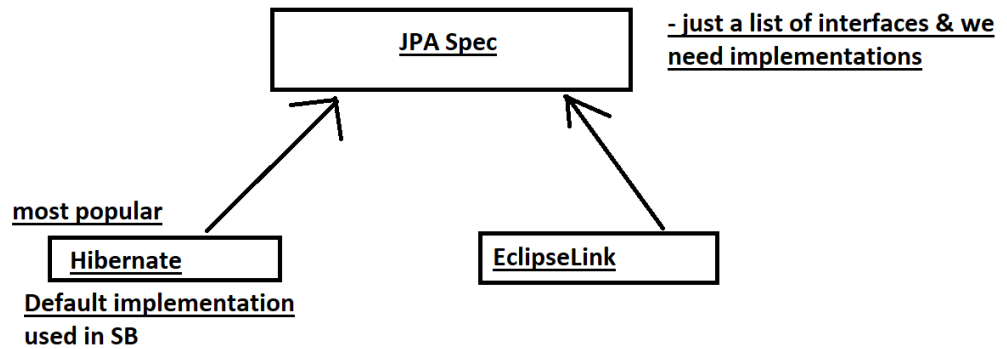 JPA Spec
- just a list of interfaces & we
need implementations
most popular
Hibernate
Default implementation
used in SB
EclipseLink